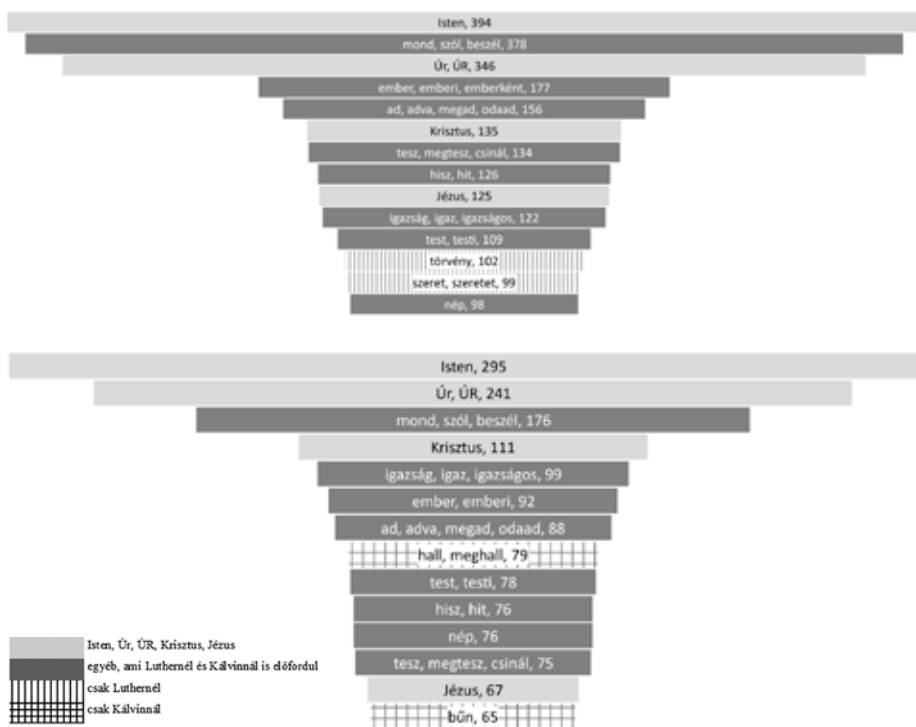 Isten, 394
mond, szól, beszél, 378
Úr, ÚR, 346
ember, emberi, emberként, 177
ad, adva, megad, odaad, 156
Krisztus, 135
tesz, megtesz, csinál, 134
hisz, hit, 126
Jézus, 125
igazság, igaz, igazságos, 122
test, testi, 109
törvény, 102
szeret, szeretet, 99
nép, 98
Isten, 295
Úr, ÚR, 241
mond, szól, beszél, 176
Krisztus, 111
igazság, igaz, igazságos, 99
ember, emberi, 92
ad, adva, megad, odaad, 88
hall, meghall, 79
test, testi, 78
hisz, hit, 76
nép, 76
tesz, megtesz, csinál, 75
Jézus, 67
bűn, 65
Isten, Úr, ÚR, Krisztus, Jézus
egyéb, ami Luthernél és Kálvinnál is előfordul
csak Luthernél
csak Kálvinnál